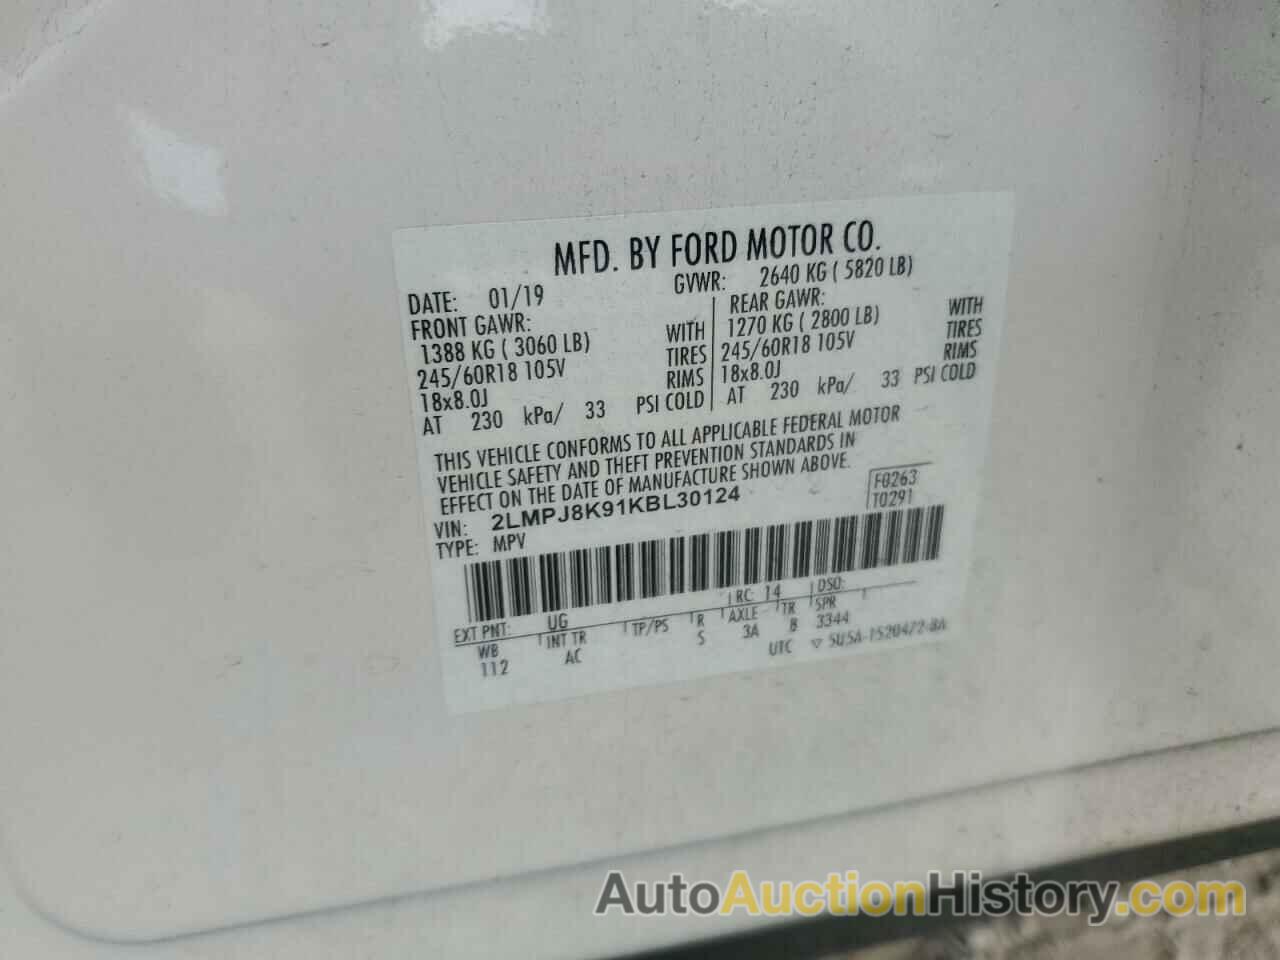 MFD. BY FORD MOTOR CO.
DATE: 01/19 GVWR: 2640 KG ( 5820 LB)
FRONT GAWR: WITH REAR GAWR: WITH
1388 KG ( 3060 LB) TIRES 1270 KG ( 2800 LB) TIRES
245/60R18 105V RIMS 245/60R18 105V RIMS
18x8.0J 18x8.0J
AT 230 kPa/ 33 PSI COLD AT 230 kPa/ 33 PSI COLD
THIS VEHICLE CONFORMS TO ALL APPLICABLE FEDERAL MOTOR
VEHICLE SAFETY AND THEFT PREVENTION STANDARDS IN
EFFECT ON THE DATE OF MANUFACTURE SHOWN ABOVE.
F0263
VIN: 2LMPJ8K91KBL30124 T0291
TYPE: MPV
EXT PNT: UG RC: 14 DSO:
WB INT TR TP/PS R AXLE TR SPR
112 AC S 3A B 3344
UTC ▽ 5U5A-1520472-BA
AutoAuctionHistory.com